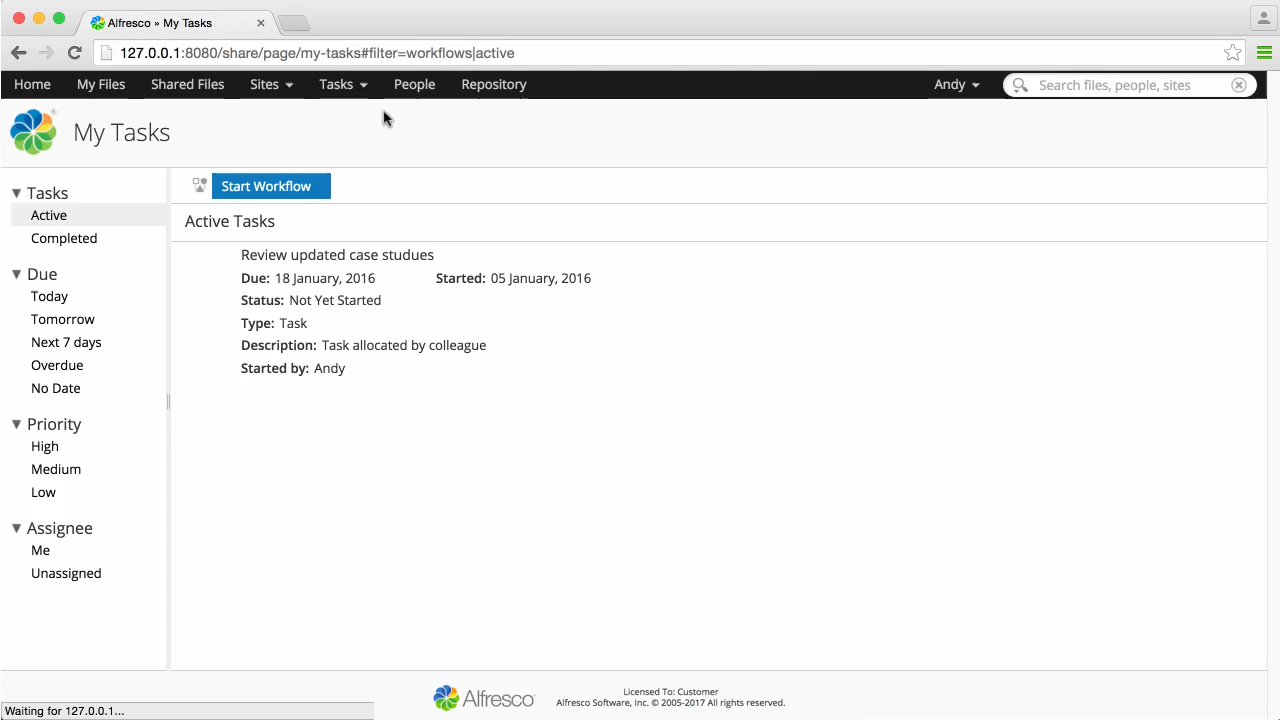 Alfresco » My Tasks
127.0.0.1:8080/share/page/my-tasks#filter=workflows|active
Home My Files Shared Files Sites Tasks People Repository Andy Search files, people, sites
My Tasks
Tasks
Active
Completed
Due
Today
Tomorrow
Next 7 days
Overdue
No Date
Priority
High
Medium
Low
Assignee
Me
Unassigned
Start Workflow
Active Tasks
Review updated case studues
Due: 18 January, 2016 Started: 05 January, 2016
Status: Not Yet Started
Type: Task
Description: Task allocated by colleague
Started by: Andy
Alfresco
Licensed To: Customer
Alfresco Software, Inc. © 2005-2017 All rights reserved.
Waiting for 127.0.0.1...